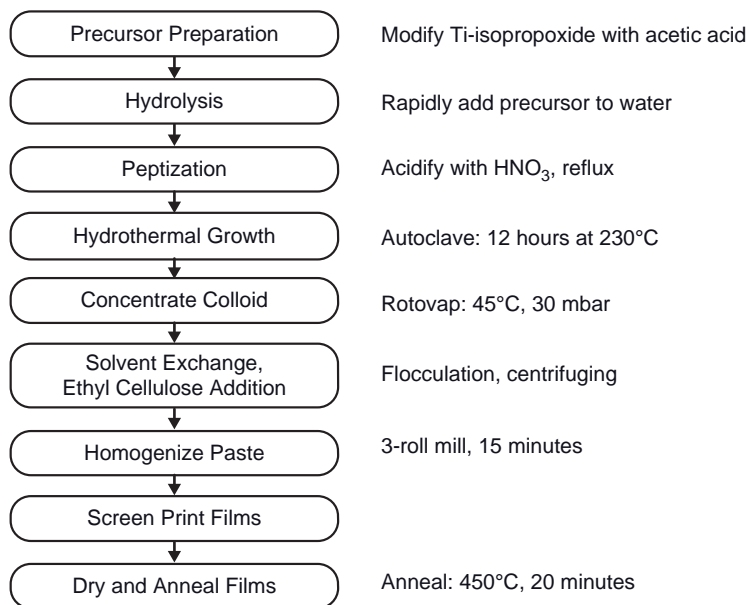 Precursor Preparation
Modify Ti-isopropoxide with acetic acid
Hydrolysis
Rapidly add precursor to water
Peptization
Acidify with HNO₃, reflux
Hydrothermal Growth
Autoclave: 12 hours at 230°C
Concentrate Colloid
Rotovap: 45°C, 30 mbar
Solvent Exchange,
Ethyl Cellulose Addition
Flocculation, centrifuging
Homogenize Paste
3-roll mill, 15 minutes
Screen Print Films
Dry and Anneal Films
Anneal: 450°C, 20 minutes